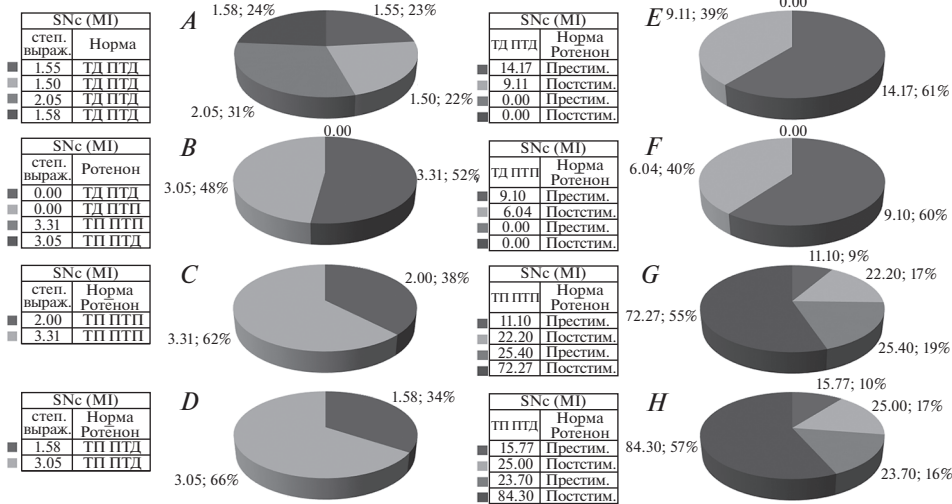 SNc (MI)
степ. выраж. Норма
1.55 ТД ПТД
1.50 ТД ПТД
2.05 ТД ПТД
1.58 ТД ПТД
A
1.58; 24%
1.55; 23%
1.50; 22%
2.05; 31%
SNc (MI)
степ. выраж. Ротенон
0.00 ТД ПТД
0.00 ТД ПТП
3.31 ТП ПТП
3.05 ТП ПТД
B
0.00
3.05; 48%
3.31; 52%
SNc (MI)
степ. выраж. Норма Ротенон
2.00 ТП ПТП
3.31 ТП ПТП
C
2.00; 38%
3.31; 62%
SNc (MI)
степ. выраж. Норма Ротенон
1.58 ТП ПТД
3.05 ТП ПТД
D
1.58; 34%
3.05; 66%
SNc (MI)
ТД ПТД Норма Ротенон
14.17 Престим.
9.11 Постстим.
0.00 Престим.
0.00 Постстим.
E
0.00
9.11; 39%
14.17; 61%
SNc (MI)
ТД ПТП Норма Ротенон
9.10 Престим.
6.04 Постстим.
0.00 Престим.
0.00 Постстим.
F
0.00
6.04; 40%
9.10; 60%
SNc (MI)
ТП ПТП Норма Ротенон
11.10 Престим.
22.20 Постстим.
25.40 Престим.
72.27 Постстим.
G
11.10; 9%
22.20; 17%
72.27; 55%
25.40; 19%
SNc (MI)
ТП ПТД Норма Ротенон
15.77 Престим.
25.00 Постстим.
23.70 Престим.
84.30 Постстим.
H
15.77; 10%
25.00; 17%
84.30; 57%
23.70; 16%